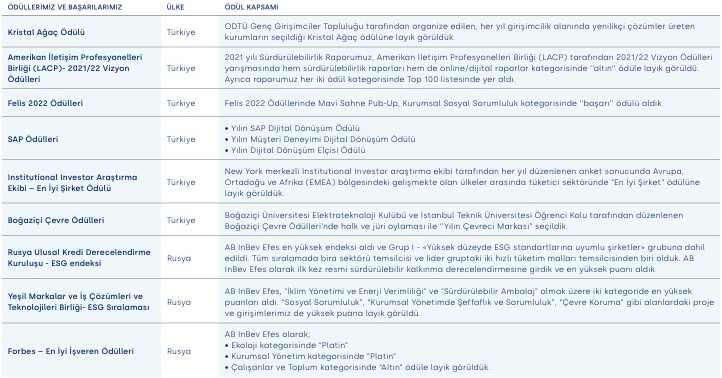 ÖDÜLLERİMİZ VE BAŞARILARIMIZ ÜLKE ÖDÜL KAPSAMI
Kristal Ağaç Ödülü
Türkiye
ODTÜ Genç Girişimciler Topluluğu tarafından organize edilen, her yıl girişimcilik alanında yenilikçi çözümler üreten
kurumların seçildiği Kristal Ağaç ödülüne layık görüldük.
Amerikan İletişim Profesyonelleri
Birliği (LACP)- 2021/22 Vizyon
Ödülleri
Türkiye
2021 yılı Sürdürülebilirlik Raporumuz, Amerikan İletişim Profesyonelleri Birliği (LACP) tarafından 2021/22 Vizyon Ödülleri
yarışmasında hem sürdürülebilirlik raporları hem de online/dijital raporlar kategorisinde "altın" ödüle layık görüldü.
Ayrıca raporumuz her iki ödül kategorisinde Top 100 listesinde yer aldı.
Felis 2022 Ödülleri
Türkiye
Felis 2022 Ödüllerinde Mavi Sahne Pub-Up, Kurumsal Sosyal Sorumluluk kategorisinde "başarı" ödülü aldık.
SAP Ödülleri
Türkiye
• Yılın SAP Dijital Dönüşüm Ödülü
• Yılın Müşteri Deneyimi Dijital Dönüşüm Ödülü
• Yılın Dijital Dönüşüm Elçisi Ödülü
Institutional Investor Araştırma
Ekibi – En İyi Şirket Ödülü
Türkiye
New York merkezli Institutional Investor araştırma ekibi tarafından her yıl düzenlenen anket sonucunda Avrupa,
Ortadoğu ve Afrika (EMEA) bölgesindeki gelişmekte olan ülkeler arasında tüketici sektöründe "En İyi Şirket" ödülüne
layık görüldük.
Boğaziçi Çevre Ödülleri
Türkiye
Boğaziçi Üniversitesi Elektroteknoloji Kulübü ve İstanbul Teknik Üniversitesi Öğrenci Kolu tarafından düzenlenen
Boğaziçi Çevre Ödülleri'nde halk ve jüri oylaması ile "Yılın Çevreci Markası" seçildik.
Rusya Ulusal Kredi Derecelendirme
Kuruluşu - ESG endeksi
Rusya
AB InBev Efes en yüksek endeksi aldı ve Grup I - «Yüksek düzeyde ESG standartlarına uyumlu şirketler» grubuna dahil
edildi. Tüm sıralamada bira sektörü temsilcisi ve lider gruptaki iki hızlı tüketim malları temsilcisinden biri olduk. AB
InBev Efes olarak ilk kez resmi sürdürülebilir kalkınma derecelendirmesine girdik ve en yüksek puanı aldık.
Yeşil Markalar ve İş Çözümleri ve
Teknolojileri Birliği- ESG Sıralaması
Rusya
AB InBev Efes, "İklim Yönetimi ve Enerji Verimliliği" ve "Sürdürülebilir Ambalaj" olmak üzere iki kategoride en yüksek
puanları aldı. "Sosyal Sorumluluk", "Kurumsal Yönetimde Şeffaflık ve Sorumluluk", "Çevre Koruma" gibi alanlardaki proje
ve girişimlerimiz de yüksek puana layık görüldü.
Forbes – En İyi İşveren Ödülleri
Rusya
AB InBev Efes olarak;
• Ekoloji kategorisinde "Platin"
• Kurumsal Yönetim kategorisinde "Platin"
• Çalışanlar ve Toplum kategorisinde "Altın" ödüle layık görüldük.